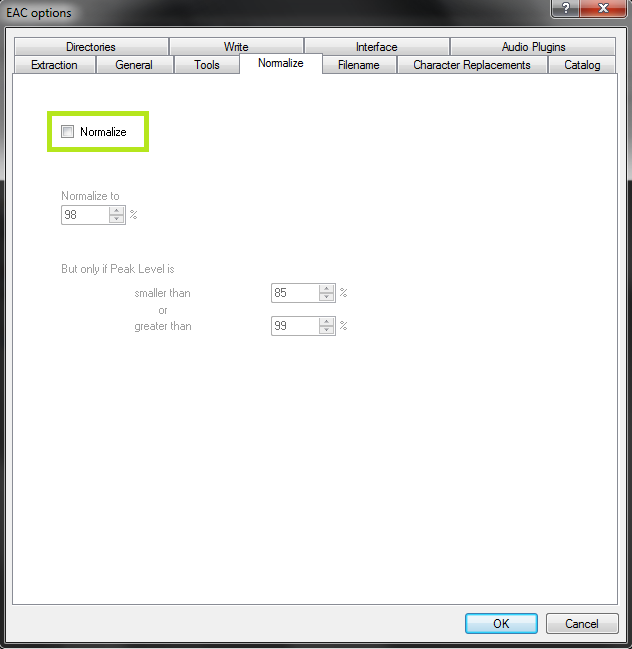 EAC options
?
Directories Write Interface Audio Plugins
Extraction General Tools Normalize Filename Character Replacements Catalog
Normalize
Normalize to
98 %
But only if Peak Level is
smaller than 85 %
or
greater than 99 %
OK Cancel